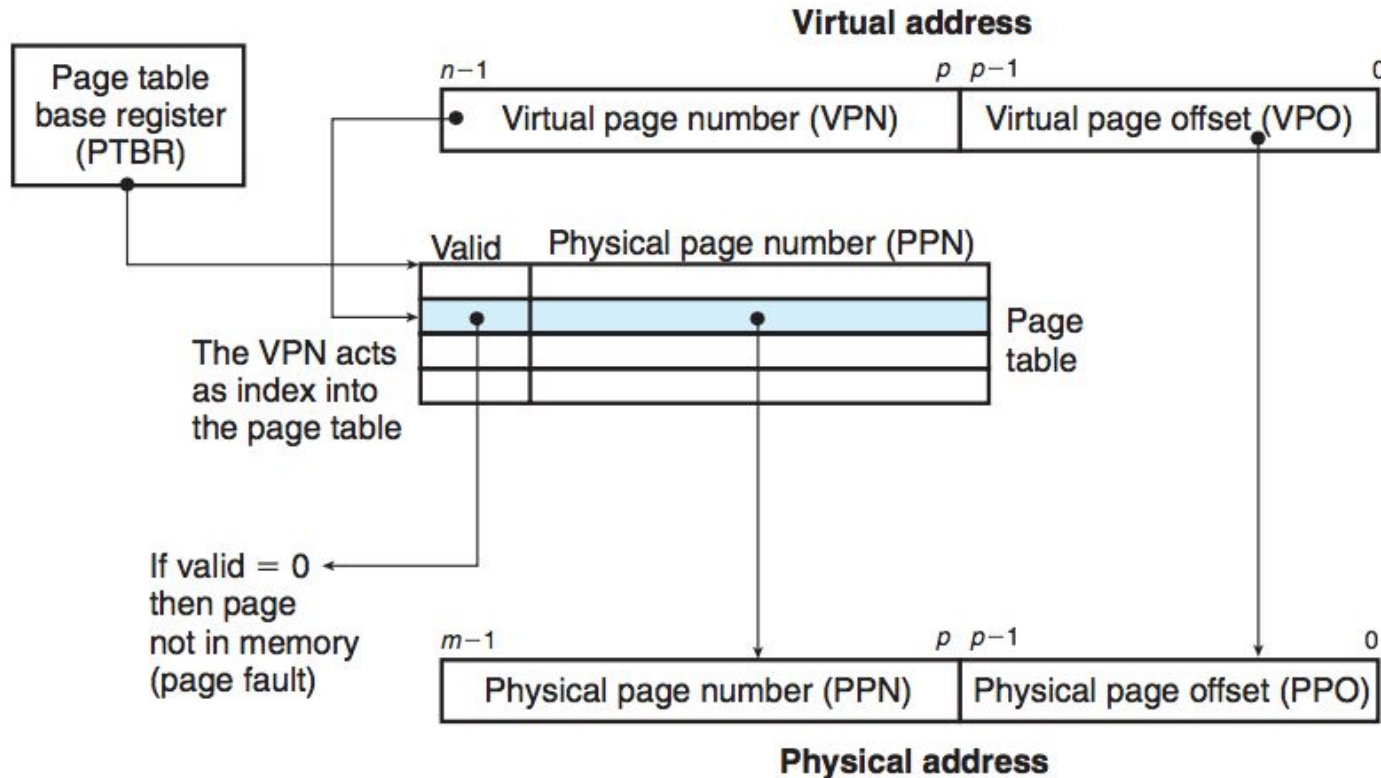 Virtual address
Page table
base register
(PTBR)
n−1
p
p−1
0
Virtual page number (VPN)
Virtual page offset (VPO)
Valid
Physical page number (PPN)
Page
table
The VPN acts
as index into
the page table
If valid = 0
then page
not in memory
(page fault)
m−1
p
p−1
0
Physical page number (PPN)
Physical page offset (PPO)
Physical address